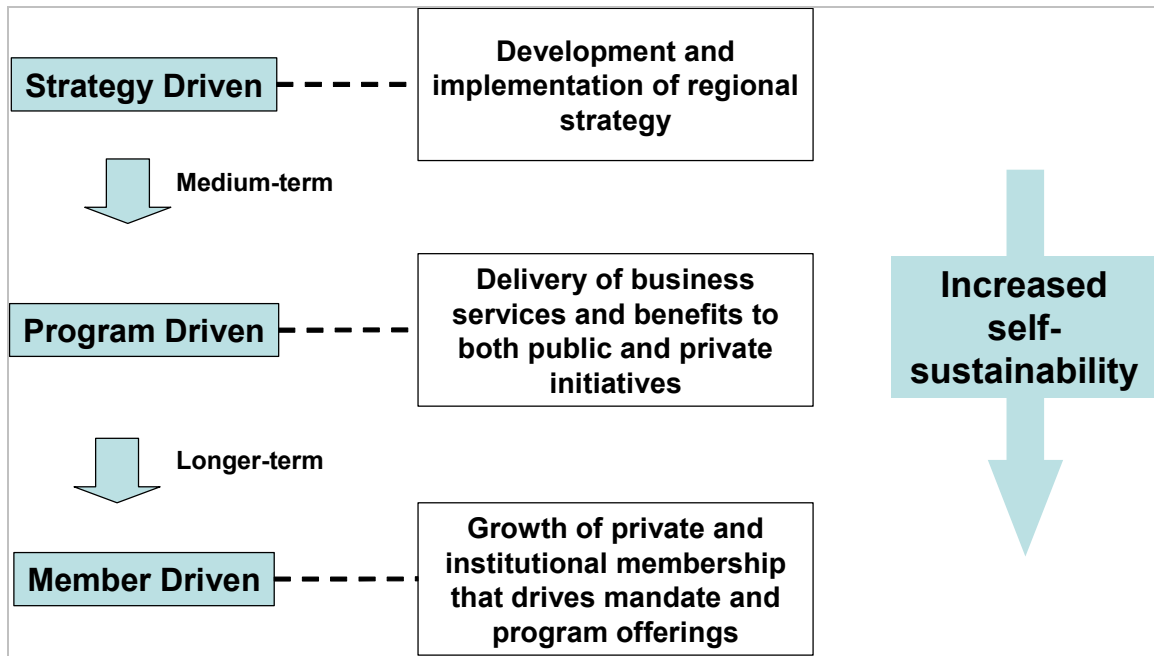 Strategy Driven
Development and
implementation of regional
strategy
Medium-term
Program Driven
Delivery of business
services and benefits to
both public and private
initiatives
Increased
self-
sustainability
Longer-term
Member Driven
Growth of private and
institutional membership
that drives mandate and
program offerings